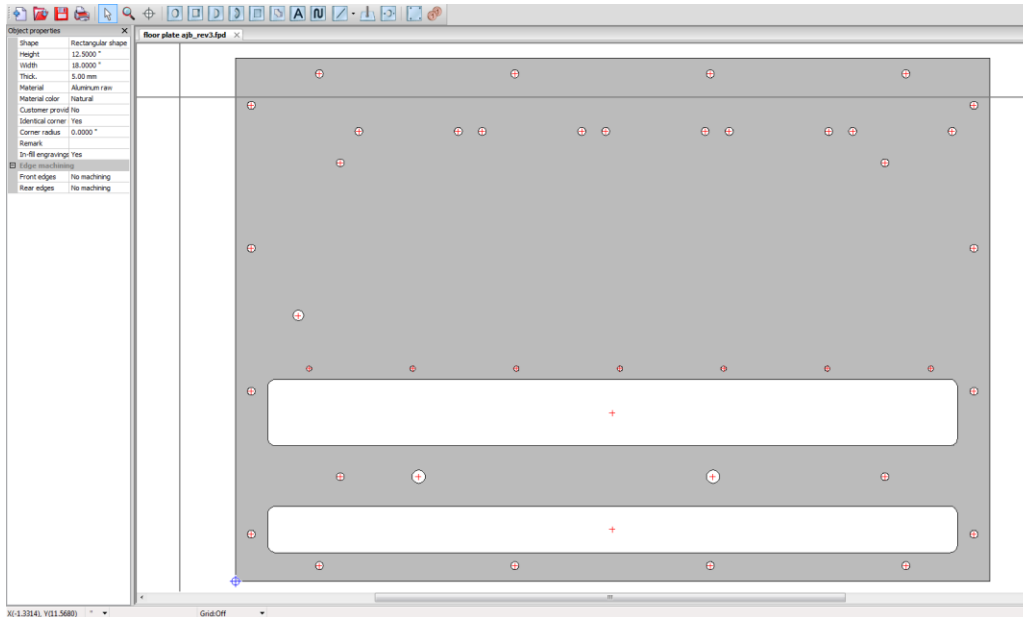 A N
Object properties X
floor plate ajb_rev3.fpd ×
Shape Rectangular shape
Height 12.5000 "
Width 18.0000 "
Thick. 5.00 mm
Material Aluminum raw
Material color Natural
Customer provid No
Identical corner Yes
Corner radius 0.0000 "
Remark
In-fill engravings Yes
Edge machining
Front edges No machining
Rear edges No machining
X(-1.3314), Y(11.5680) " Grid:Off